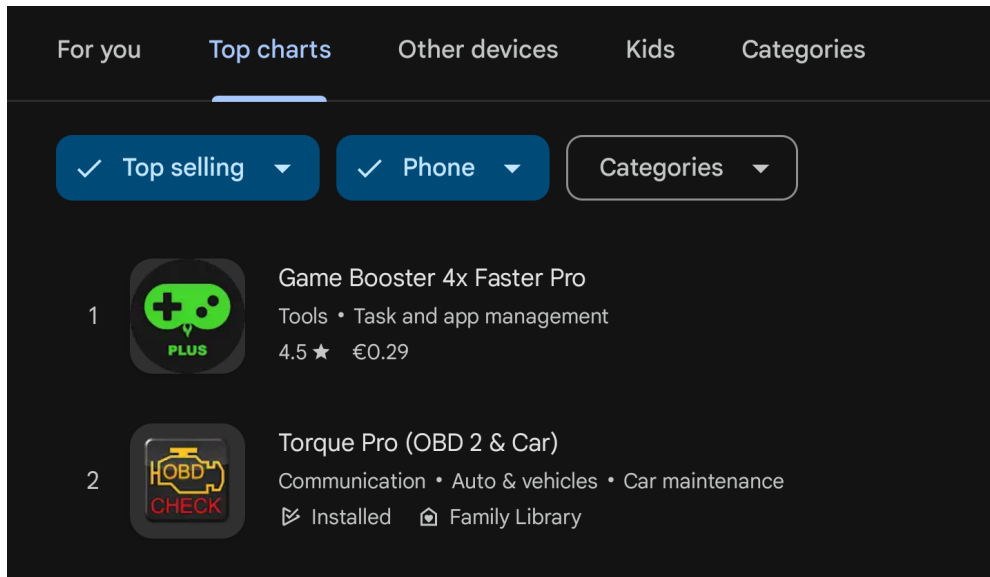 For you Top charts Other devices Kids Categories
Top selling Phone Categories
1
PLUS
Game Booster 4x Faster Pro
Tools • Task and app management
4.5 ★ €0.29
2
OBD
CHECK
Torque Pro (OBD 2 & Car)
Communication • Auto & vehicles • Car maintenance
Installed Family Library